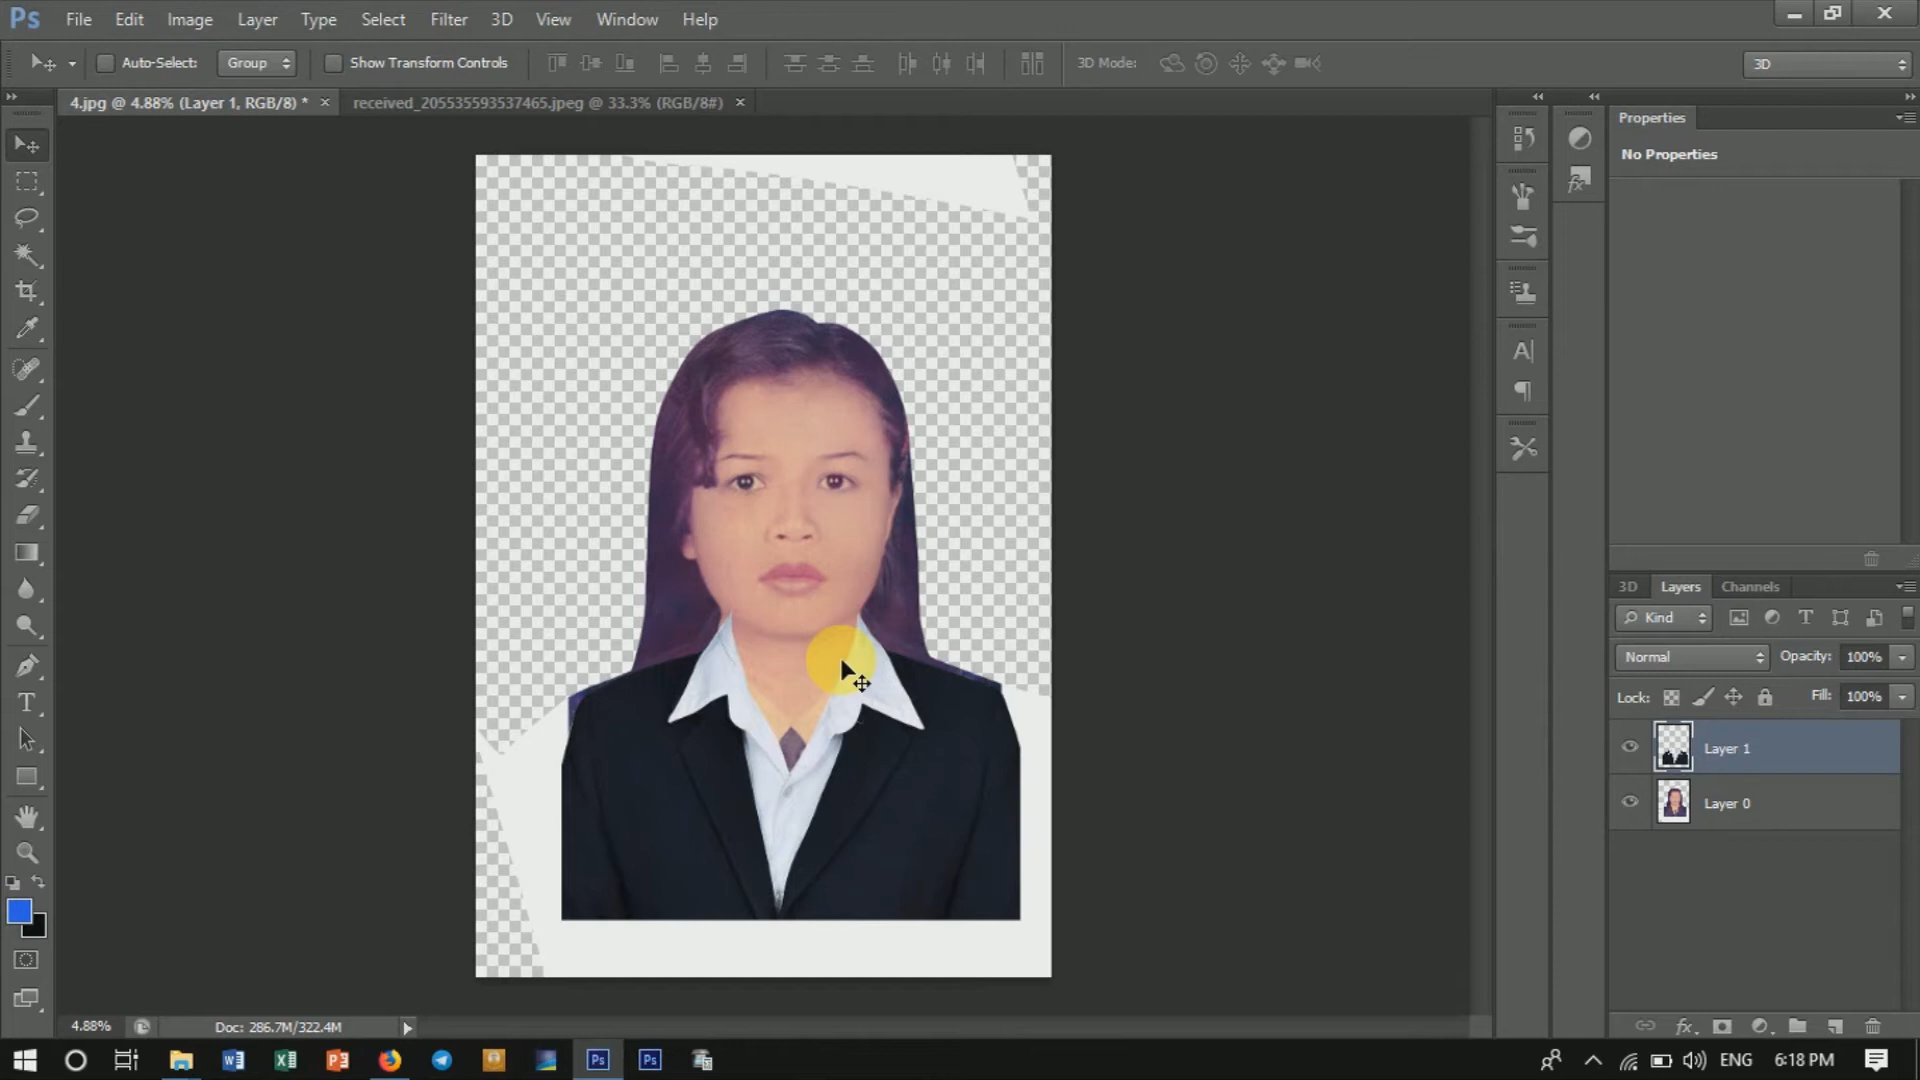 Ps File Edit Image Layer Type Select Filter 3D View Window Help
Auto-Select: Group Show Transform Controls 3D Mode: 3D
4.jpg @ 4.88% (Layer 1, RGB/8) * × received_205535593537465.jpeg @ 33.3% (RGB/8#) ×
Properties
No Properties
3D Layers Channels
Kind
Normal Opacity: 100%
Lock: Fill: 100%
Layer 1
Layer 0
4.88% Doc: 286.7M/322.4M
ENG 6:18 PM